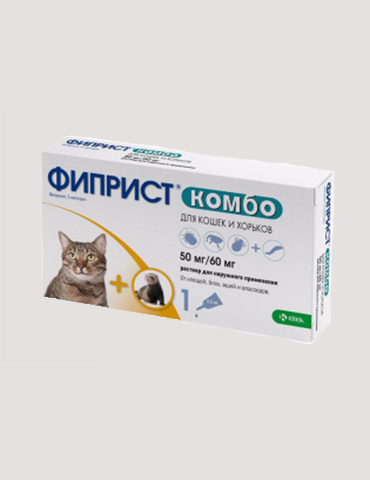 ФИПРИСТ® КОМБО
ДЛЯ КОШЕК И ХОРЬКОВ
50 мг/60 мг
раствор для наружного применения
От клещей, блох, вшей и власоедов.
1
KRKA